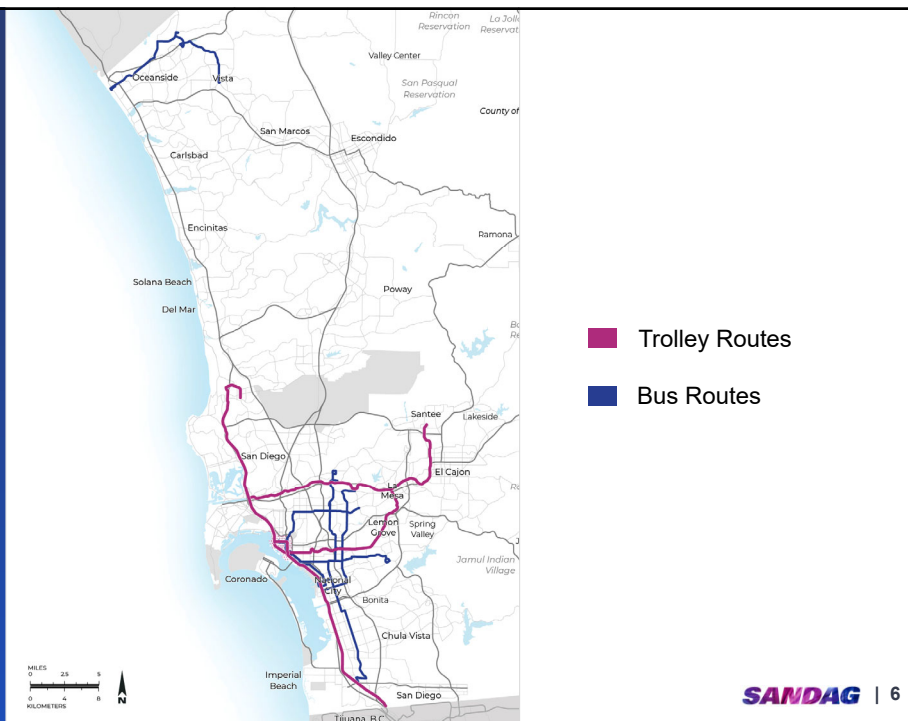 Rincon
Reservation
La Joll
Reservat
Valley Center
Oceanside
Vista
San Pasqual
Reservation
County of
San Marcos
Escondido
Carlsbad
Encinitas
Ramona
Solana Beach
Del Mar
Poway
Ba
Re
Trolley Routes
Bus Routes
Santee
Lakeside
San Diego
El Cajon
La
Mesa
Lemon
Grove
Spring
Valley
Jamul Indian
Village
Coronado
National
City
Bonita
Chula Vista
Imperial
Beach
San Diego
Tijuana, B.C.
MILES
0 2.5 5
0 4 8
KILOMETERS
N
SANDAG | 6